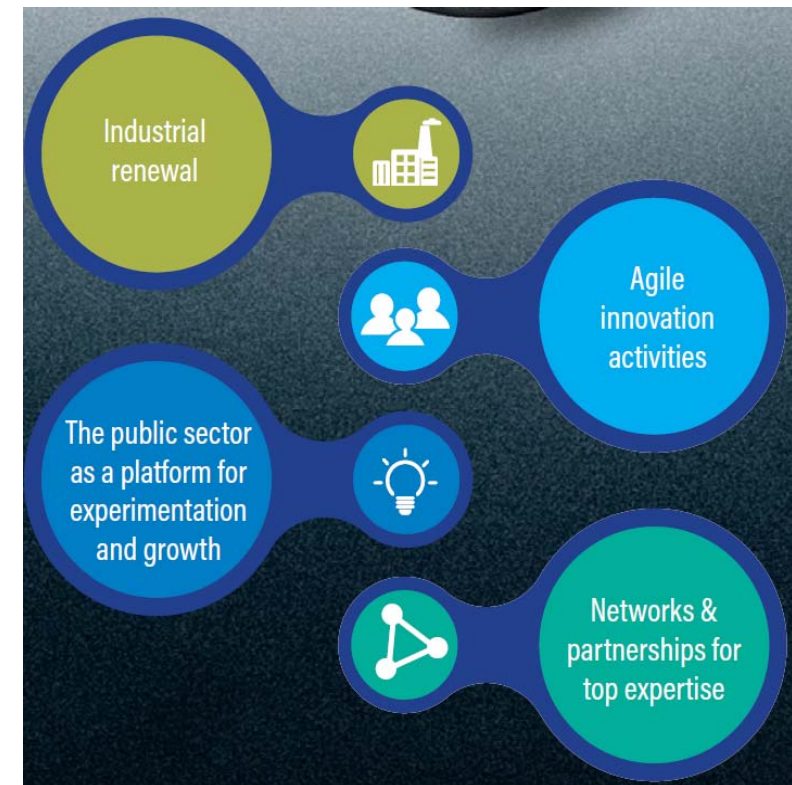 Industrial
renewal
Agile
innovation
activities
The public sector
as a platform for
experimentation
and growth
Networks &
partnerships for
top expertise